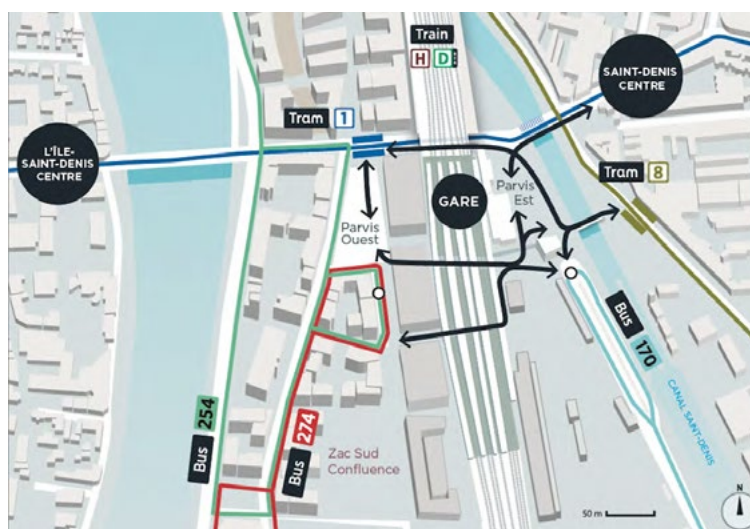 Train
H D
SAINT-DENIS
CENTRE
Tram 1
L'ÎLE-
SAINT-DENIS
CENTRE
Tram 8
GARE
Parvis
Est
Parvis
Ouest
Bus 254
Bus 274
Bus 170
CANAL SAINT-DENIS
Zac Sud
Confluence
50 m
N